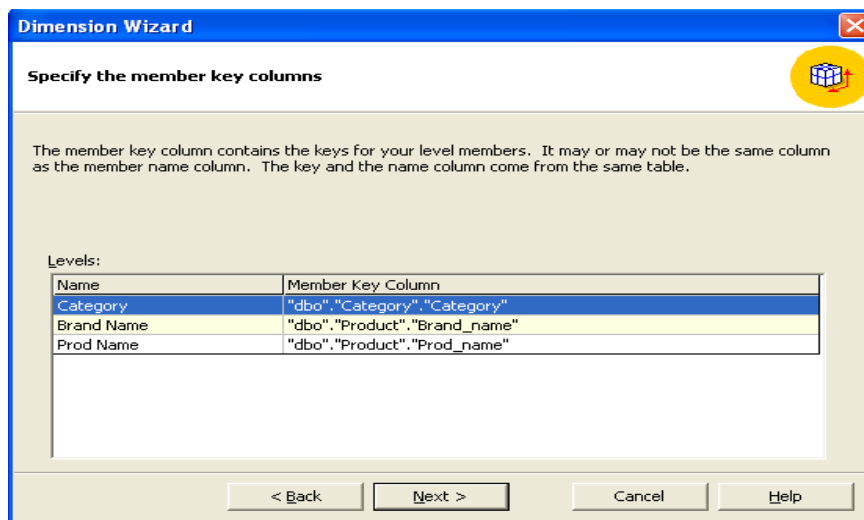 Dimension Wizard
Specify the member key columns
The member key column contains the keys for your level members. It may or may not be the same column
as the member name column. The key and the name column come from the same table.
Levels:
Name Member Key Column
Category "dbo"."Category"."Category"
Brand Name "dbo"."Product"."Brand_name"
Prod Name "dbo"."Product"."Prod_name"
< Back Next > Cancel Help